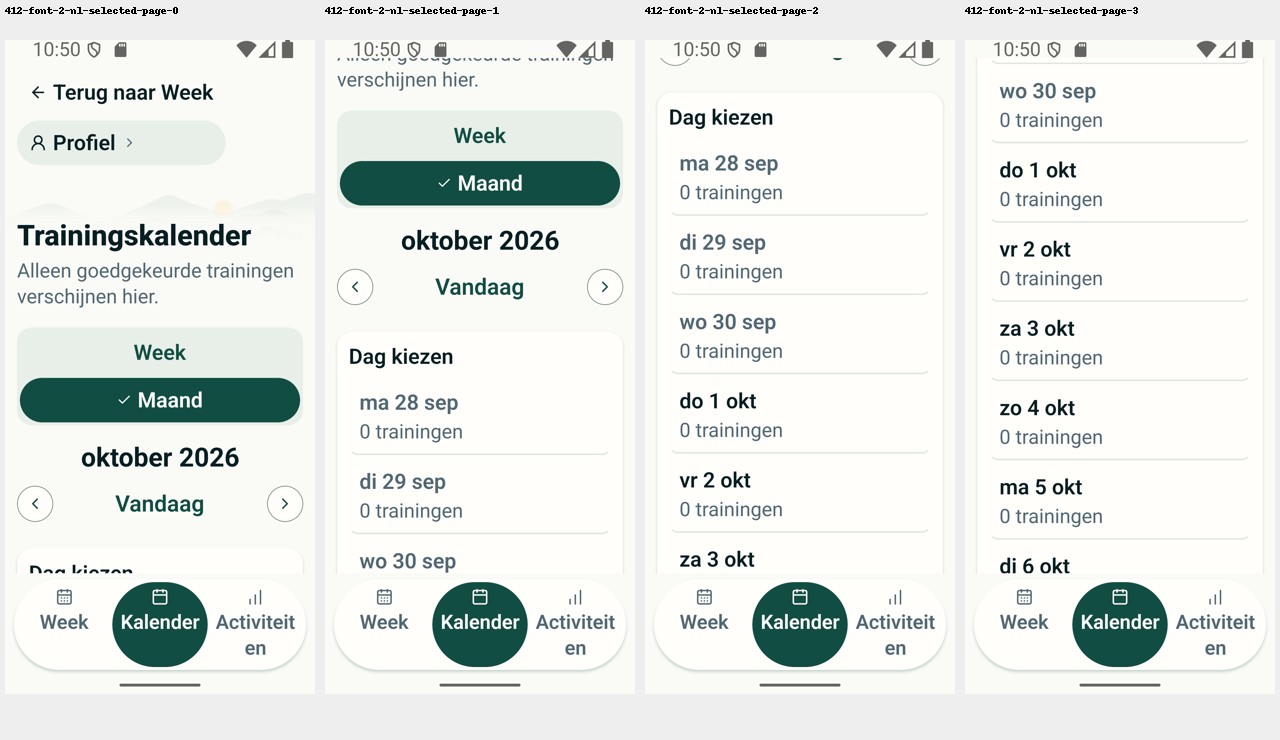 412-font-2-nl-selected-page-0
10:50
Terug naar Week
Profiel
Trainingskalender
Alleen goedgekeurde trainingen
verschijnen hier.
Week
Maand
oktober 2026
Vandaag
Dag kiezen
Week
Kalender
Activiteit
en
412-font-2-nl-selected-page-1
10:50
Alleen goedgekeurde trainingen
verschijnen hier.
Week
Maand
oktober 2026
Vandaag
Dag kiezen
ma 28 sep
0 trainingen
di 29 sep
0 trainingen
wo 30 sep
Week
Kalender
Activiteit
en
412-font-2-nl-selected-page-2
10:50
Dag kiezen
ma 28 sep
0 trainingen
di 29 sep
0 trainingen
wo 30 sep
0 trainingen
do 1 okt
0 trainingen
vr 2 okt
0 trainingen
za 3 okt
Week
Kalender
Activiteit
en
412-font-2-nl-selected-page-3
10:50
wo 30 sep
0 trainingen
do 1 okt
0 trainingen
vr 2 okt
0 trainingen
za 3 okt
0 trainingen
zo 4 okt
0 trainingen
ma 5 okt
0 trainingen
di 6 okt
Week
Kalender
Activiteit
en